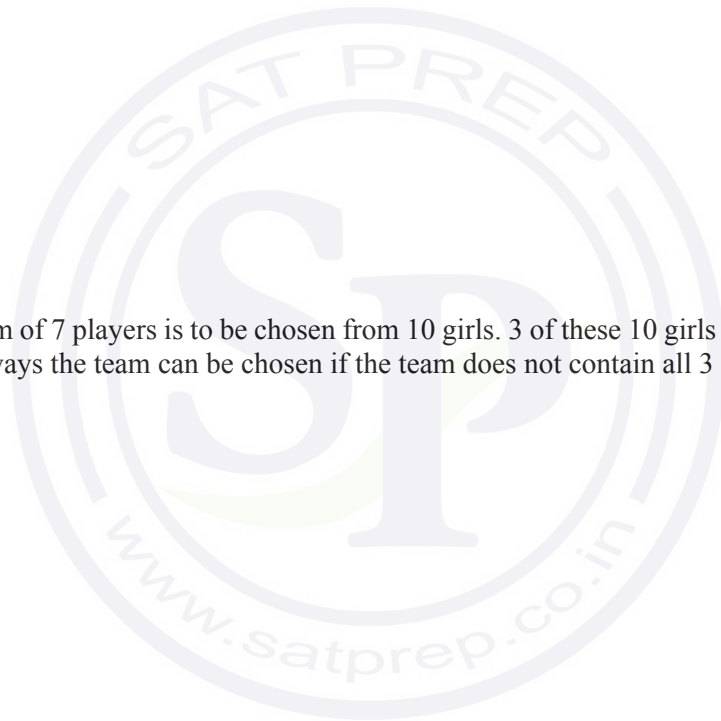 SAT PREP
m of 7 players is to be chosen from 10 girls. 3 of these 10 girls
ways the team can be chosen if the team does not contain all 3
SP
www.satprep.co.in